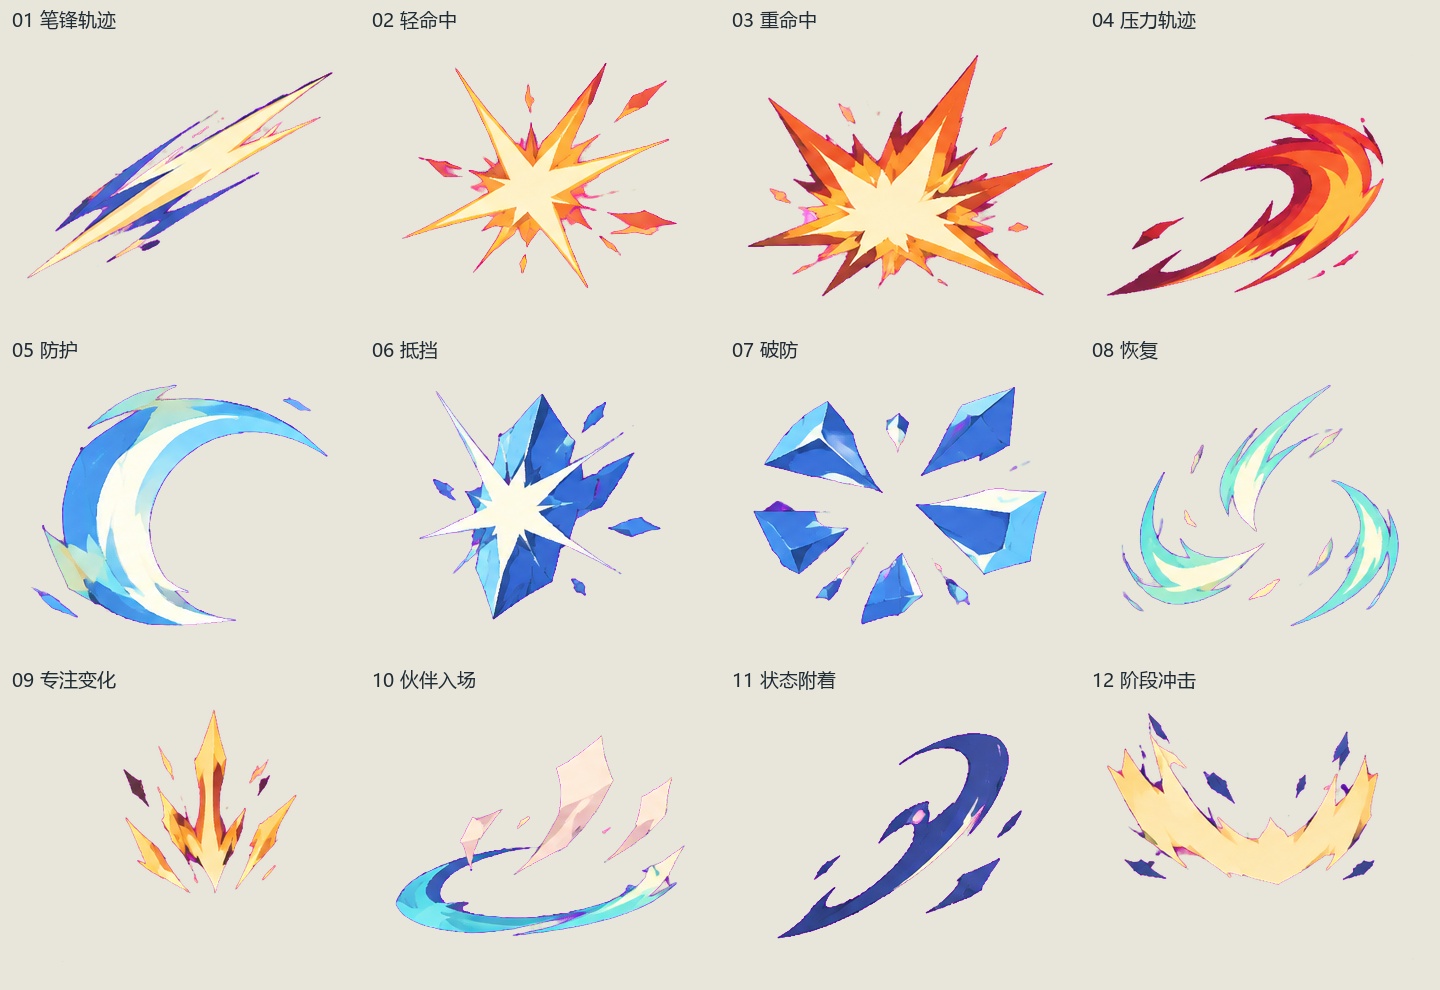 01 笔锋轨迹
02 轻命中
03 重命中
04 压力轨迹
05 防护
06 抵挡
07 破防
08 恢复
09 专注变化
10 伙伴入场
11 状态附着
12 阶段冲击